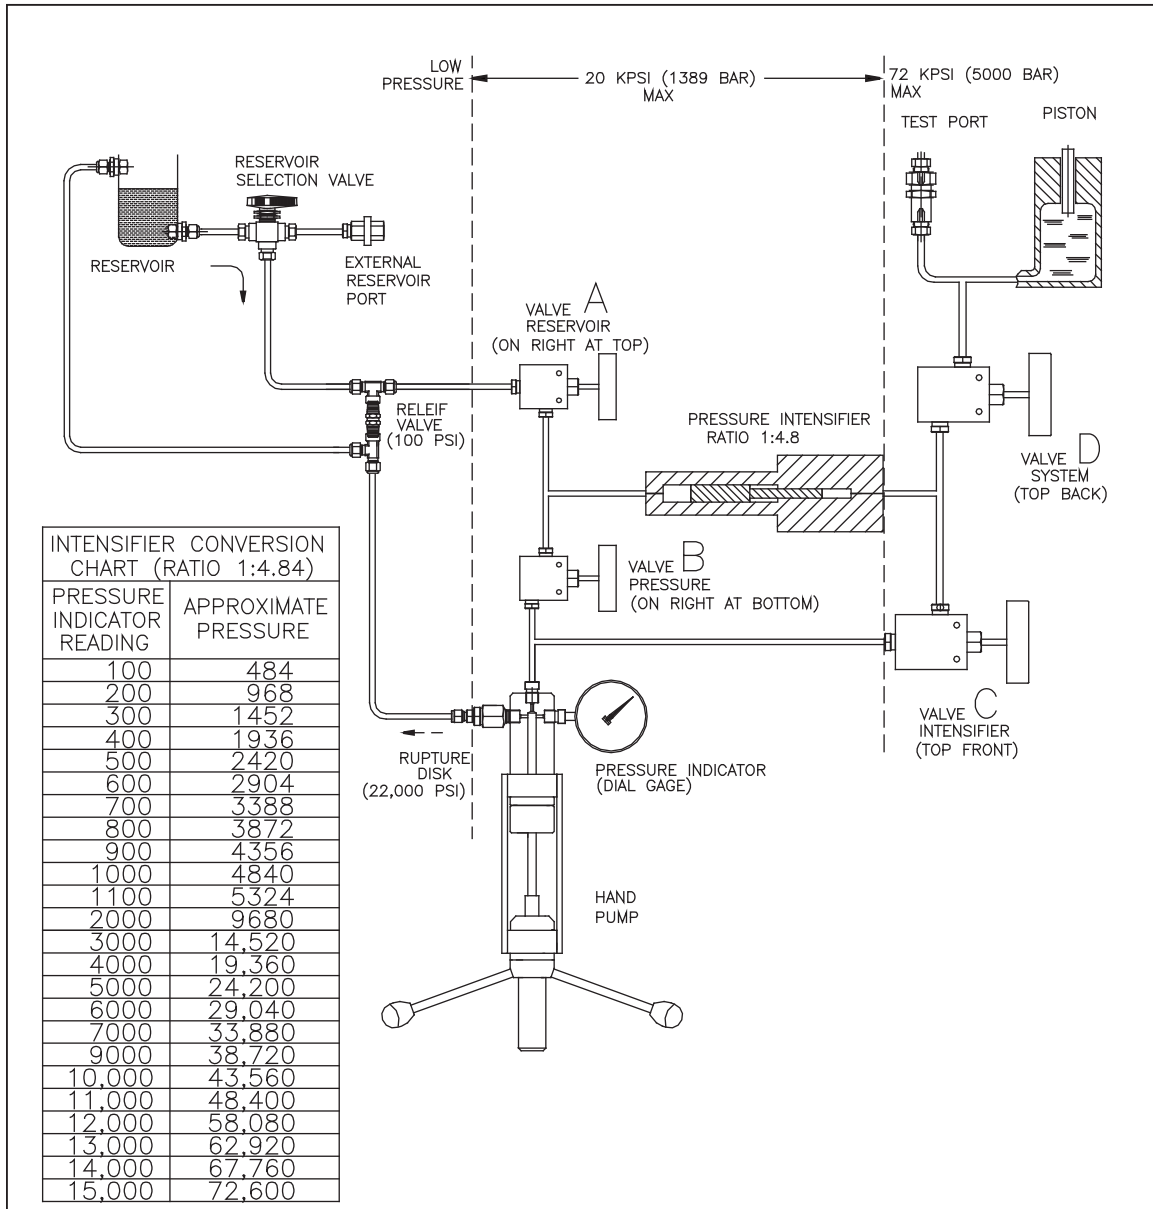 LOW
PRESSURE
20 KPSI (1389 BAR)
MAX
72 KPSI (5000 BAR)
MAX
TEST PORT
PISTON
RESERVOIR
SELECTION VALVE
RESERVOIR
EXTERNAL
RESERVOIR
PORT
VALVE A
RESERVOIR
(ON RIGHT AT TOP)
RELEIF
VALVE
(100 PSI)
PRESSURE INTENSIFIER
RATIO 1:4.8
VALVE D
SYSTEM
(TOP BACK)
VALVE B
PRESSURE
(ON RIGHT AT BOTTOM)
VALVE C
INTENSIFIER
(TOP FRONT)
RUPTURE
DISK
(22,000 PSI)
PRESSURE INDICATOR
(DIAL GAGE)
HAND
PUMP
INTENSIFIER CONVERSION
CHART (RATIO 1:4.84)
PRESSURE
INDICATOR
READING
APPROXIMATE
PRESSURE
100 484
200 968
300 1452
400 1936
500 2420
600 2904
700 3388
800 3872
900 4356
1000 4840
1100 5324
2000 9680
3000 14,520
4000 19,360
5000 24,200
6000 29,040
7000 33,880
9000 38,720
10,000 43,560
11,000 48,400
12,000 58,080
13,000 62,920
14,000 67,760
15,000 72,600